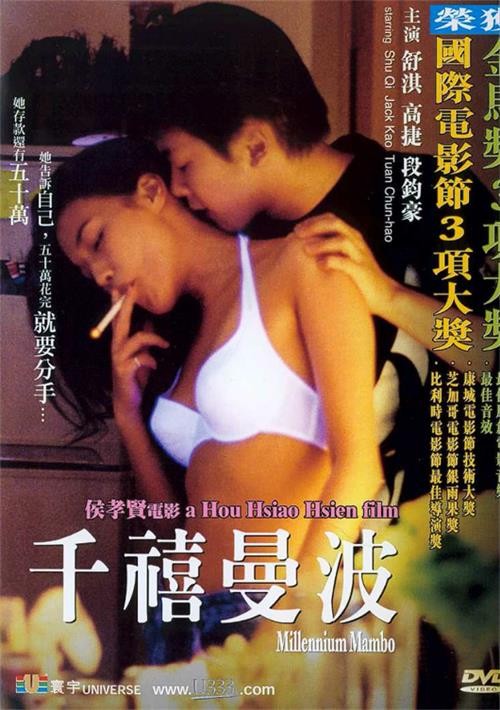 榮獲
金馬獎3項大獎
最佳音效
國際電影節3項大獎
康城電影節技術大獎
芝加哥電影節銀雨果獎
比利時電影節最佳導演獎
主演 舒淇 高捷 段鈞豪
starring Shu Qi Jack Kao Tuan Chun-hao
她告訴自己，五十萬花完
就要分手…
她存款還有
五十萬
侯孝賢電影 a Hou Hsiao Hsien film
千禧曼波
Millennium Mambo
寰宇 UNIVERSE www.U333.com
DVD
VIDEO